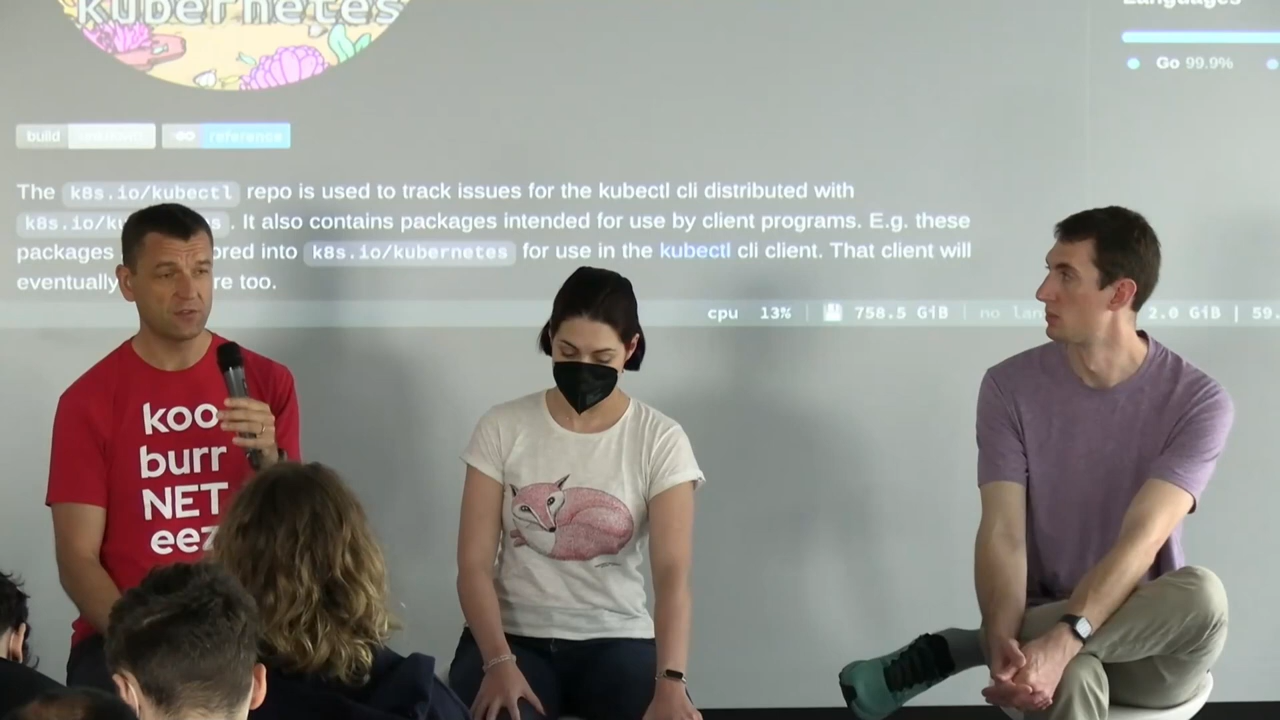 kubernetes
Languages
Go 99.9%
build
reference
The k8s.io/kubectl repo is used to track issues for the kubectl cli distributed with
k8s.io/ku . It also contains packages intended for use by client programs. E.g. these
packages ored into k8s.io/kubernetes for use in the kubectl cli client. That client will
eventually re too.
cpu 13% | 758.5 GiB | no lan 2.0 GiB | 59.
koo
burr
NET
eez